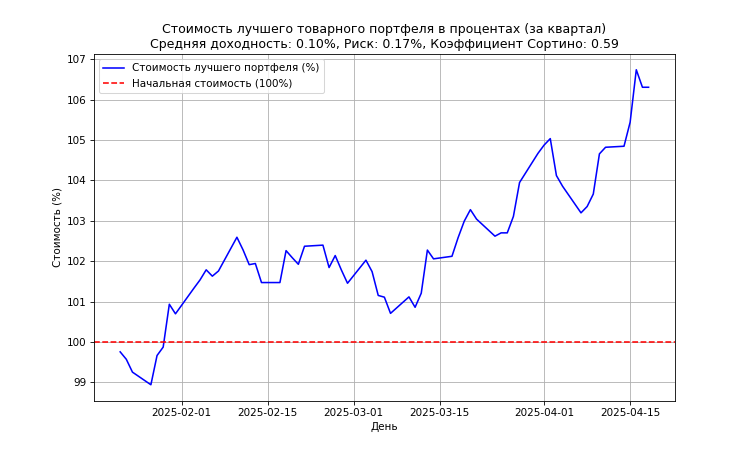 Стоимость лучшего товарного портфеля в процентах (за квартал)
Средняя доходность: 0.10%, Риск: 0.17%, Коэффициент Сортино: 0.59
Стоимость лучшего портфеля (%)
Начальная стоимость (100%)
Стоимость (%)
107
106
105
104
103
102
101
100
99
2025-02-01
2025-02-15
2025-03-01
2025-03-15
2025-04-01
2025-04-15
День